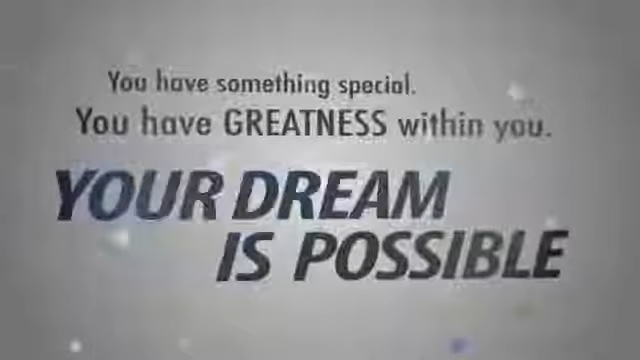 You have something special.
You have GREATNESS within you.
YOUR DREAM
IS POSSIBLE